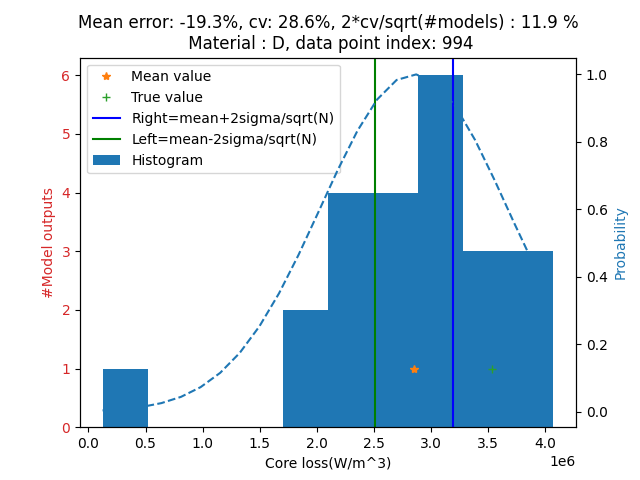 Mean error: -19.3%, cv: 28.6%, 2*cv/sqrt(#models) : 11.9 %
Material : D, data point index: 994
Mean value
True value
Right=mean+2sigma/sqrt(N)
Left=mean-2sigma/sqrt(N)
Histogram
#Model outputs
6
5
4
3
2
1
0
Probability
1.0
0.8
0.6
0.4
0.2
0.0
0.0 0.5 1.0 1.5 2.0 2.5 3.0 3.5 4.0
1e6
Core loss(W/m^3)